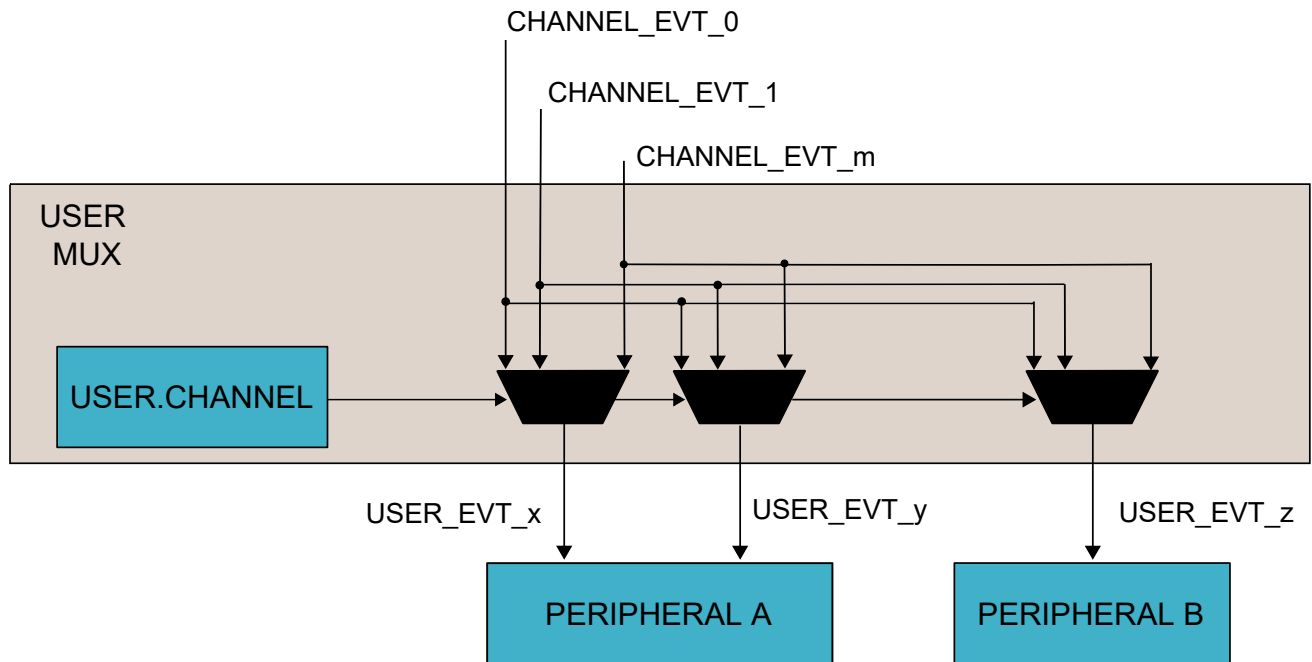 CHANNEL_EVT_0
CHANNEL_EVT_1
CHANNEL_EVT_m
USER
MUX
USER.CHANNEL
USER_EVT_x
USER_EVT_y
USER_EVT_z
PERIPHERAL A
PERIPHERAL B